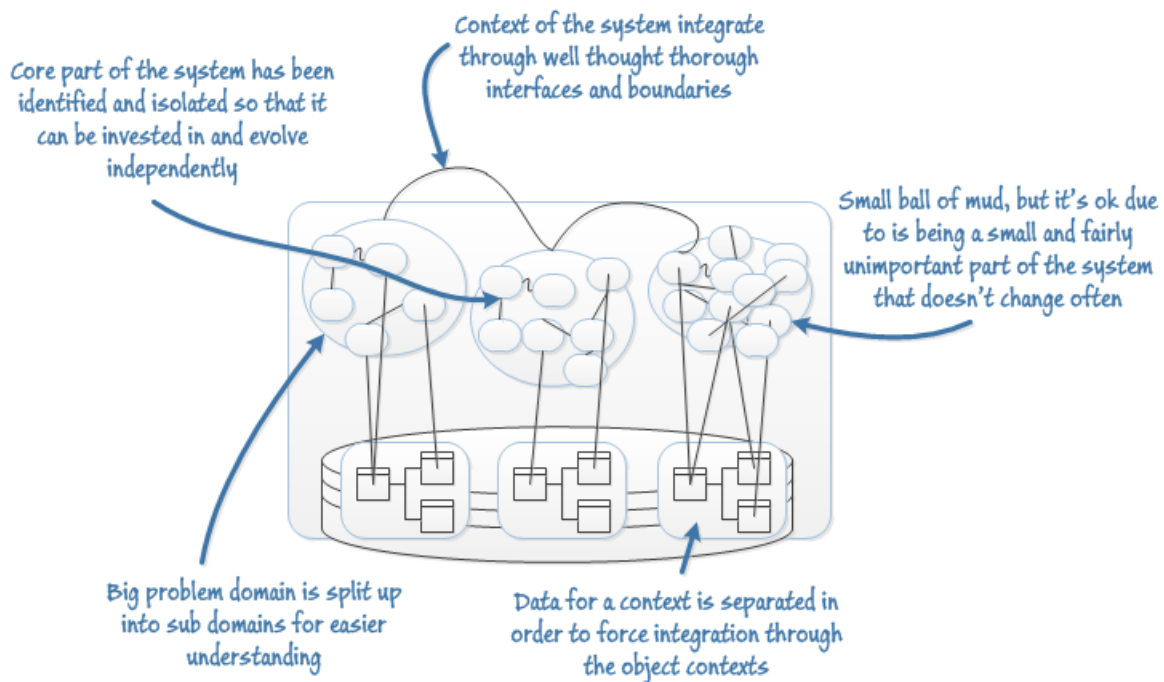 Context of the system integrate
through well thought thorough
interfaces and boundaries
Core part of the system has been
identified and isolated so that it
can be invested in and evolve
independently
Small ball of mud, but it's ok due
to is being a small and fairly
unimportant part of the system
that doesn't change often
Big problem domain is split up
into sub domains for easier
understanding
Data for a context is separated in
order to force integration through
the object contexts